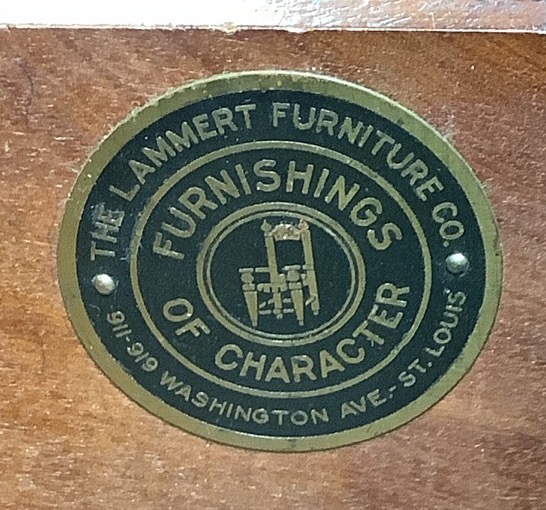 THE LAMMERT FURNITURE CO.
FURNISHINGS
OF CHARACTER
911-919 WASHINGTON AVE.- ST. LOUIS